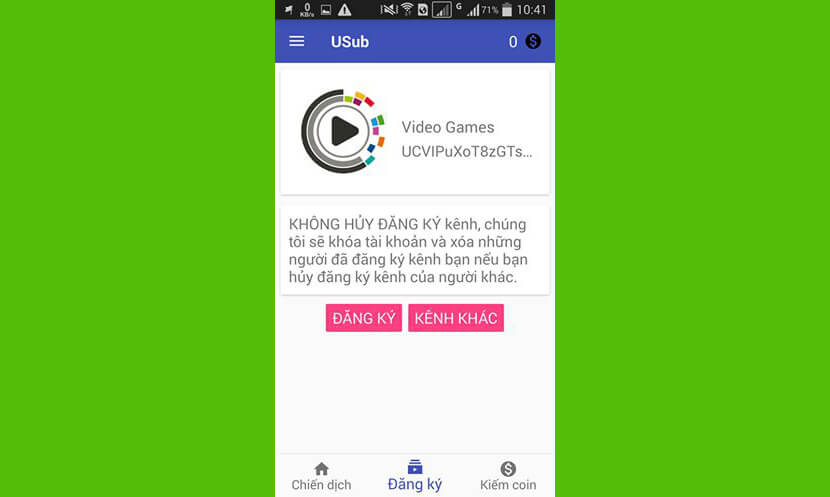 0
KB/s
G
71%
10:41
USub
0
Video Games
UCVIPuXoT8zGTs...
KHÔNG HỦY ĐĂNG KÝ kênh, chúng
tôi sẽ khóa tài khoản và xóa những
người đã đăng ký kênh bạn nếu bạn
hủy đăng ký kênh của người khác.
ĐĂNG KÝ
KÊNH KHÁC
Chiến dịch
Đăng ký
Kiếm coin